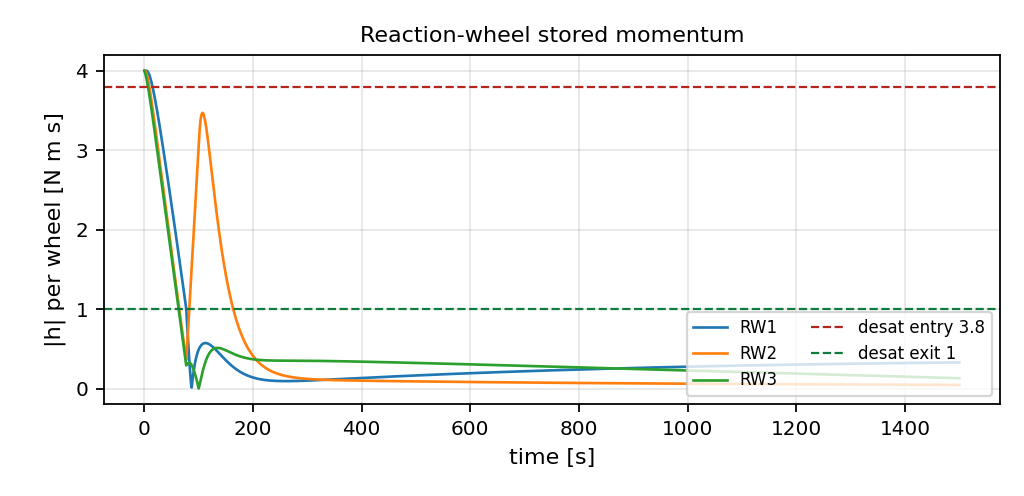 Reaction-wheel stored momentum
|h| per wheel [N m s]
4
3
2
1
0
0 200 400 600 800 1000 1200 1400
time [s]
RW1
RW2
RW3
desat entry 3.8
desat exit 1